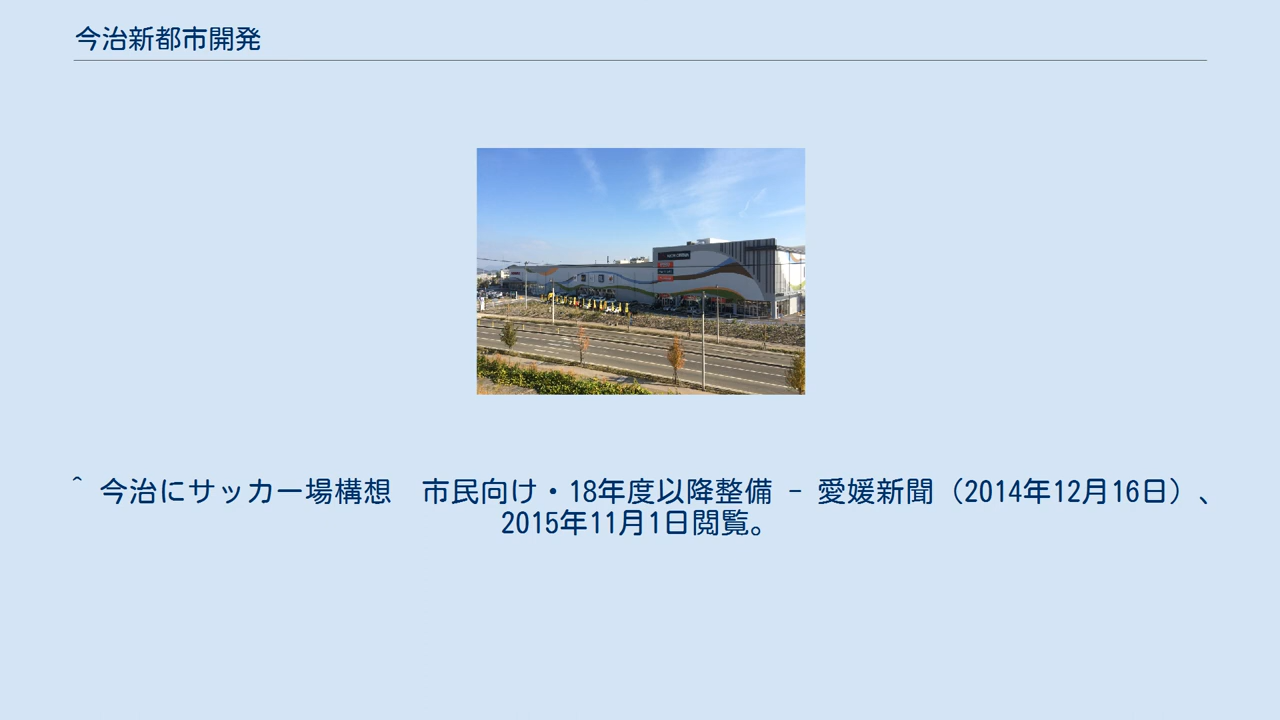 今治新都市開発
^ 今治にサッカー場構想　市民向け・18年度以降整備 - 愛媛新聞（2014年12月16日）、
2015年11月1日閲覧。